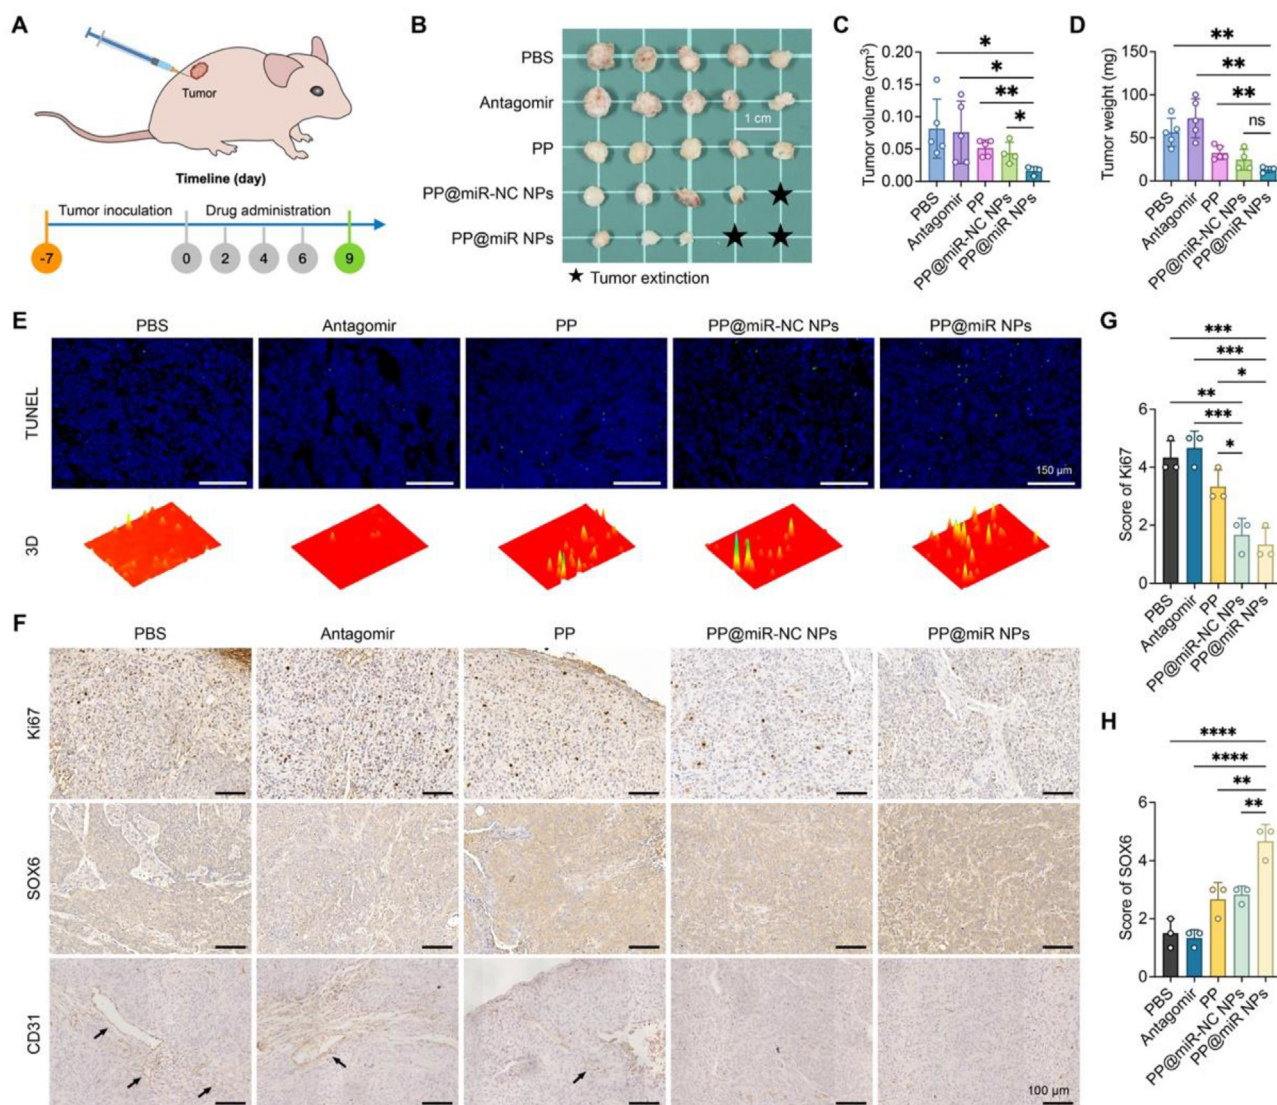 A
Tumor
Timeline (day)
Tumor inoculation
Drug administration
-7
0
2
4
6
9
B
PBS
Antagomir
PP
PP@miR-NC NPs
PP@miR NPs
1 cm
★ Tumor extinction
C
Tumor volume (cm³)
0.20
0.15
0.10
0.05
0.00
*
*
**
*
PBS
Antagomir
PP
PP@miR-NC NPs
PP@miR NPs
D
Tumor weight (mg)
150
100
50
0
**
**
**
ns
PBS
Antagomir
PP
PP@miR-NC NPs
PP@miR NPs
E
PBS
Antagomir
PP
PP@miR-NC NPs
PP@miR NPs
TUNEL
150 µm
3D
F
PBS
Antagomir
PP
PP@miR-NC NPs
PP@miR NPs
Ki67
SOX6
CD31
100 µm
G
***
***
*
**
***
*
Score of Ki67
6
4
2
0
PBS
Antagomir
PP
PP@miR-NC NPs
PP@miR NPs
H
****
****
**
**
Score of SOX6
6
4
2
0
PBS
Antagomir
PP
PP@miR-NC NPs
PP@miR NPs